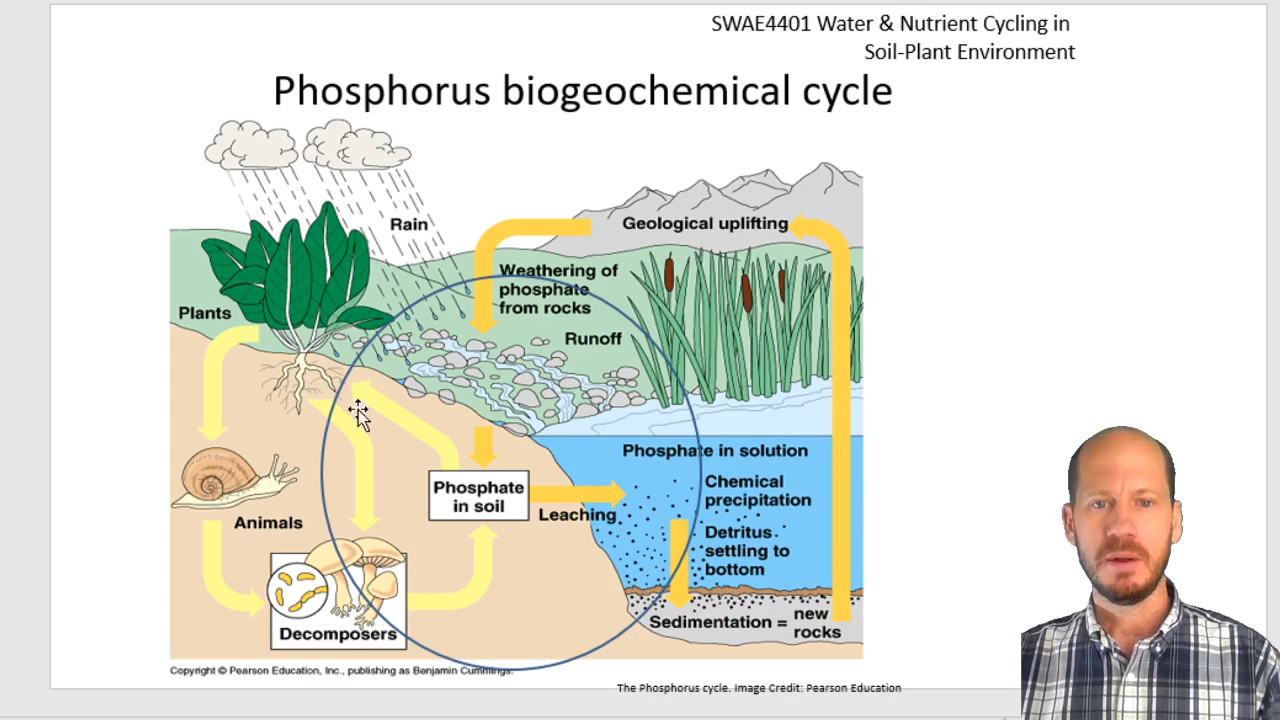 SWAE4401 Water & Nutrient Cycling in
Soil-Plant Environment
Phosphorus biogeochemical cycle
Rain
Geological uplifting
Weathering of
phosphate
from rocks
Plants
Runoff
Phosphate in solution
Chemical
precipitation
Phosphate
in soil
Leaching
Animals
Detritus
settling to
bottom
Decomposers
Sedimentation = new
rocks
Copyright © Pearson Education, Inc., publishing as Benjamin Cummings.
The Phosphorus cycle. Image Credit: Pearson Education